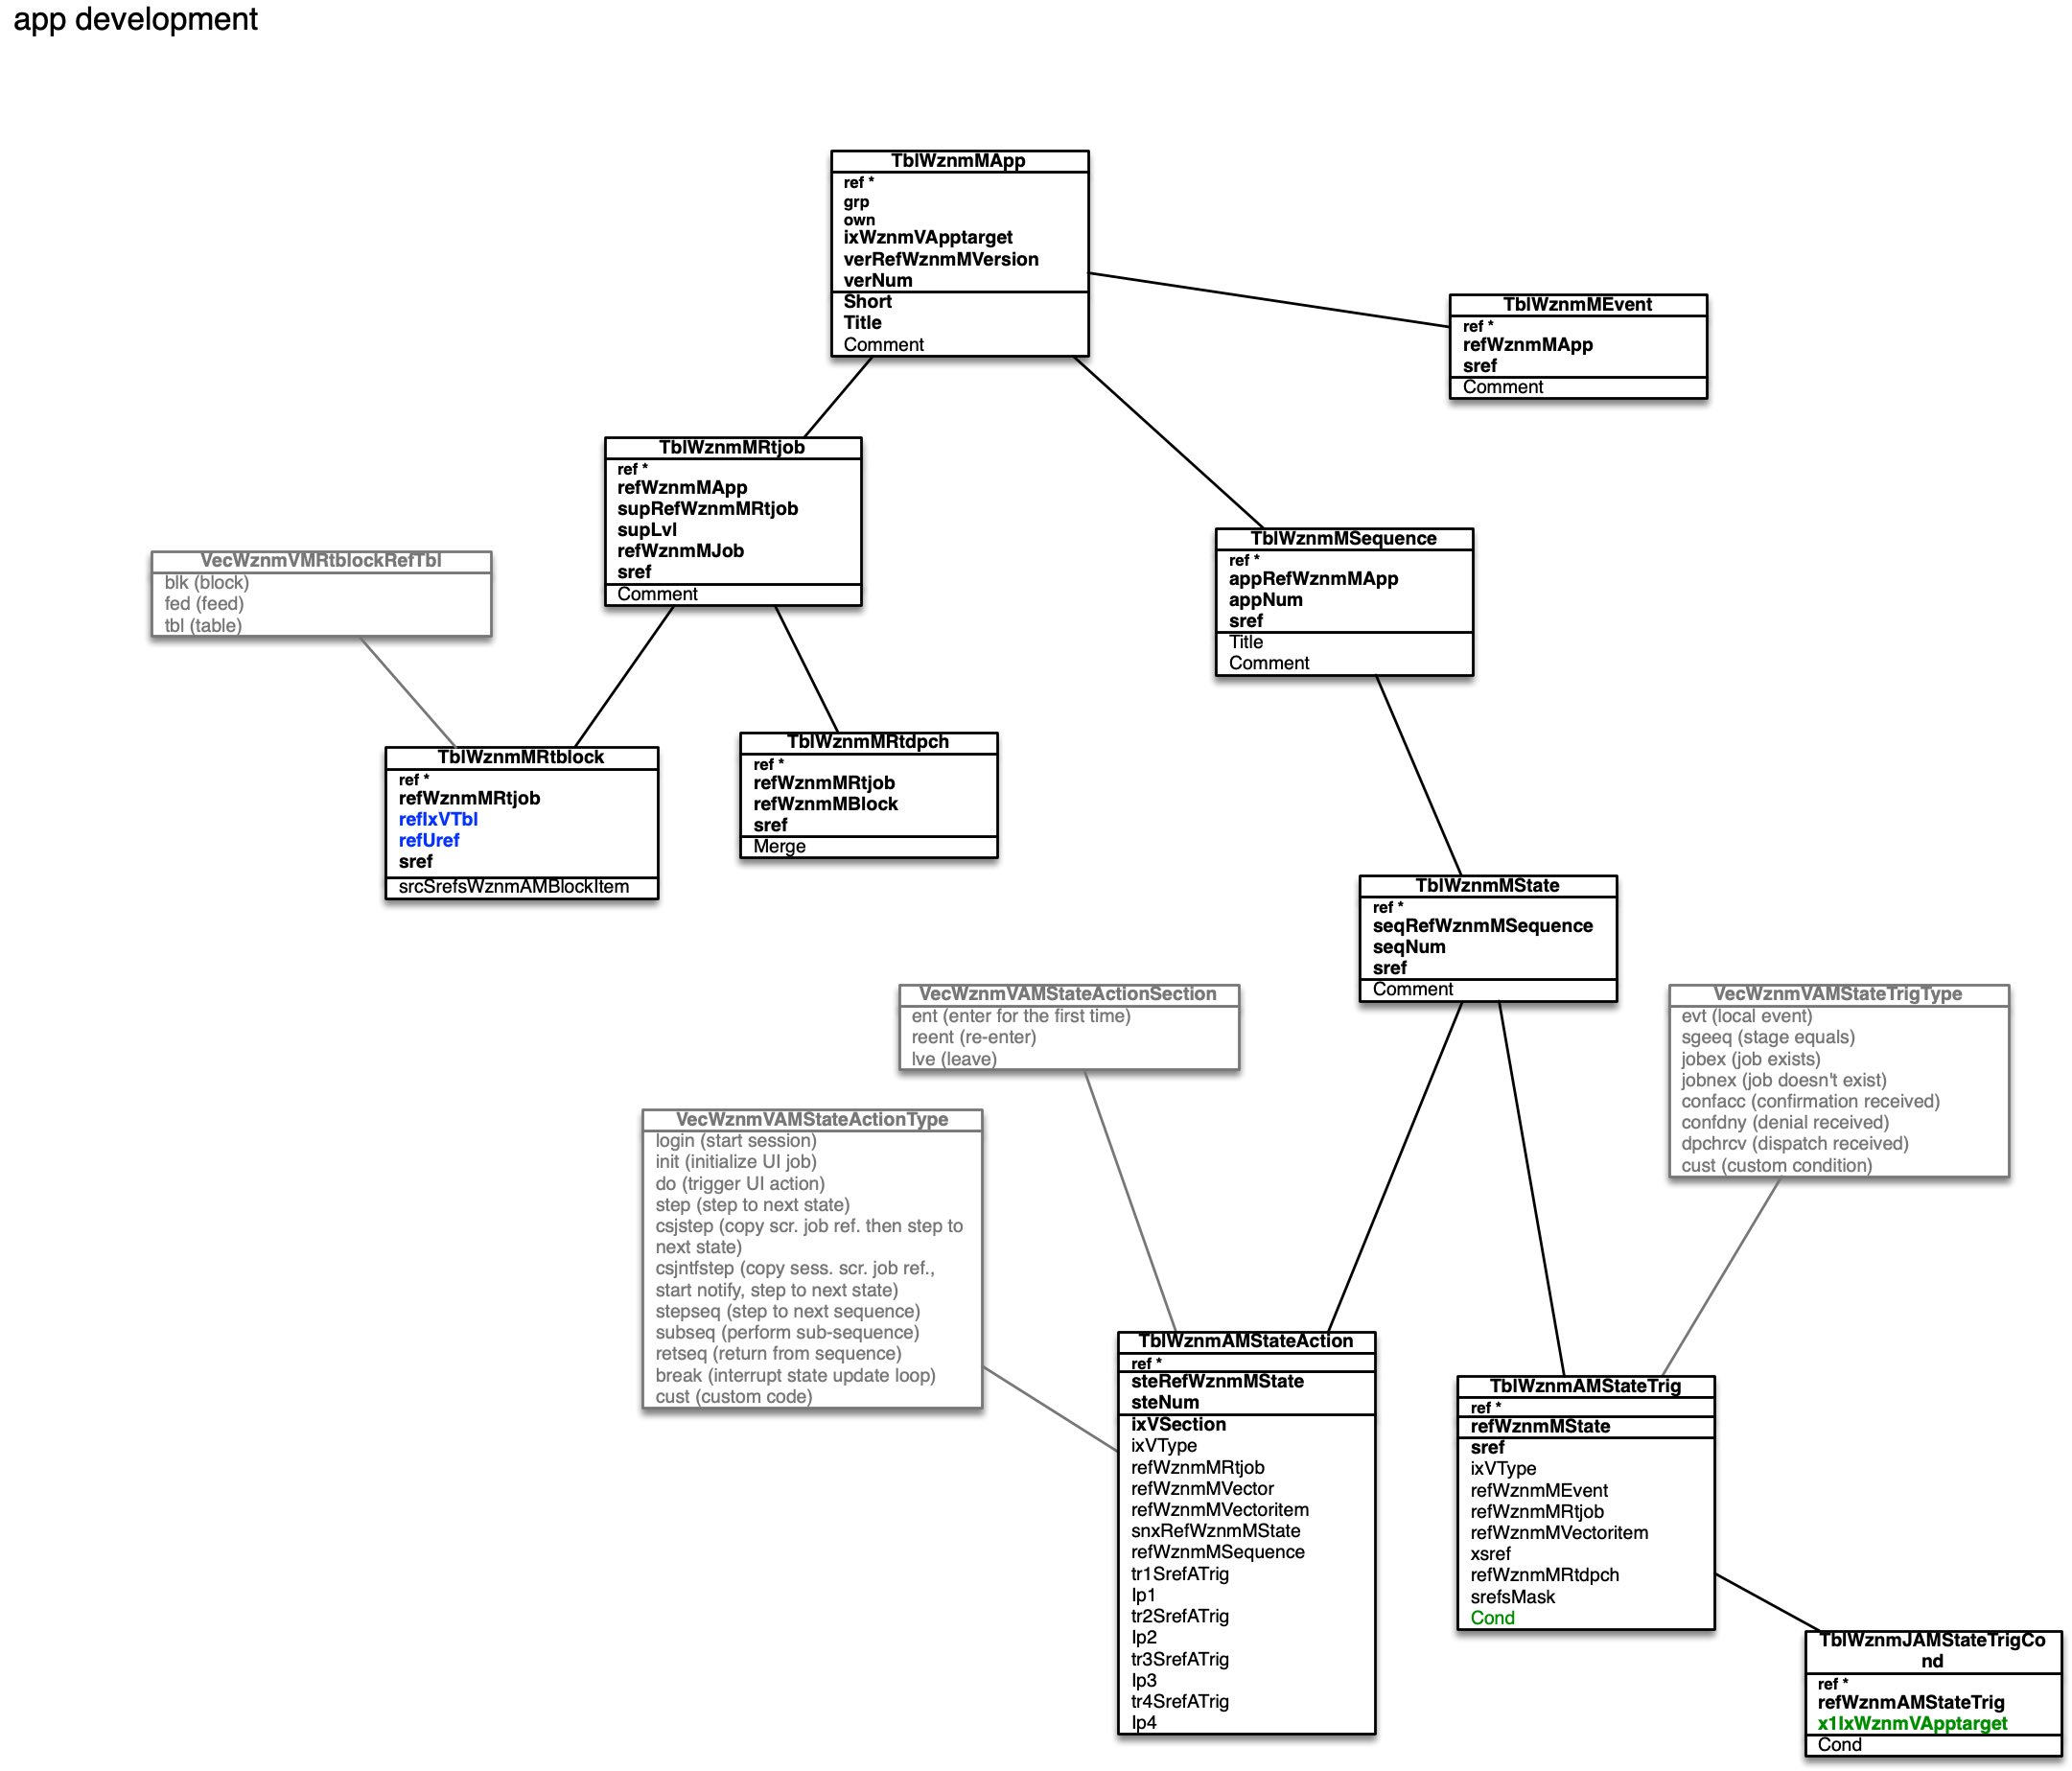 app development
TblWznmMApp
ref *
grp
own
ixWznmVApptarget
verRefWznmMVersion
verNum
Short
Title
Comment
TblWznmMEvent
ref *
refWznmMApp
sref
Comment
TblWznmMRtjob
ref *
refWznmMApp
supRefWznmMRtjob
supLvl
refWznmMJob
sref
Comment
TblWznmMSequence
ref *
appRefWznmMApp
appNum
sref
Title
Comment
VecWznmVMRtblockRefTbl
blk (block)
fed (feed)
tbl (table)
TblWznmMRtblock
ref *
refWznmMRtjob
refIxVTbl
refUref
sref
srcSrefsWznmAMBlockItem
TblWznmMRtdpch
ref *
refWznmMRtjob
refWznmMBlock
sref
Merge
TblWznmMState
ref *
seqRefWznmMSequence
seqNum
sref
Comment
VecWznmVAMStateActionSection
ent (enter for the first time)
reent (re-enter)
lve (leave)
VecWznmVAMStateTrigType
evt (local event)
sgeeq (stage equals)
jobex (job exists)
jobnex (job doesn't exist)
confacc (confirmation received)
confdny (denial received)
dpchrcv (dispatch received)
cust (custom condition)
VecWznmVAMStateActionType
login (start session)
init (initialize UI job)
do (trigger UI action)
step (step to next state)
csjstep (copy scr. job ref. then step to
next state)
csjntfstep (copy sess. scr. job ref.,
start notify, step to next state)
stepseq (step to next sequence)
subseq (perform sub-sequence)
retseq (return from sequence)
break (interrupt state update loop)
cust (custom code)
TblWznmAMStateAction
ref *
steRefWznmMState
steNum
ixVSection
ixVType
refWznmMRtjob
refWznmMVector
refWznmMVectoritem
snxRefWznmMState
refWznmMSequence
tr1SrefATrig
Ip1
tr2SrefATrig
Ip2
tr3SrefATrig
Ip3
tr4SrefATrig
Ip4
TblWznmAMStateTrig
ref *
refWznmMState
sref
ixVType
refWznmMEvent
refWznmMRtjob
refWznmMVectoritem
xsref
refWznmMRtdpch
srefsMask
Cond
TblWznmJAMStateTrigCo
nd
ref *
refWznmAMStateTrig
x1IxWznmVApptarget
Cond